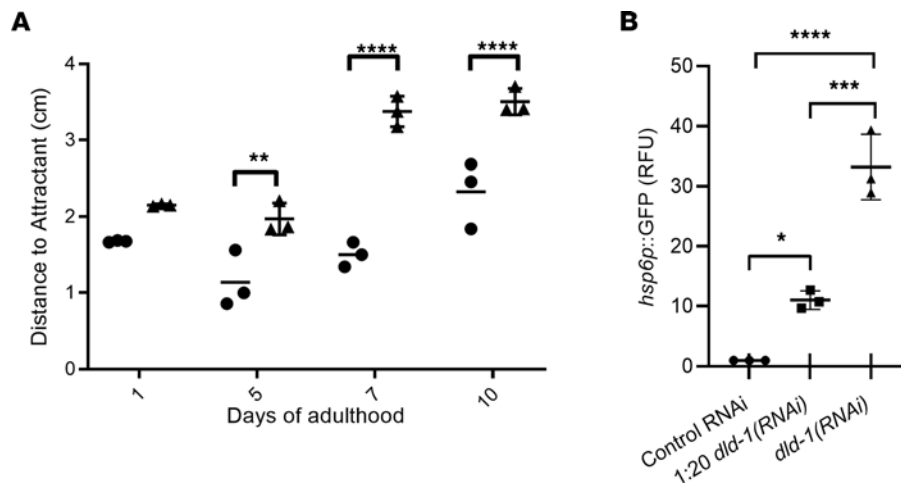 A
Distance to Attractant (cm)
4
3
2
1
0
**
****
****
1
5
7
10
Days of adulthood
B
hsp6p::GFP (RFU)
50
40
30
20
10
0
****
***
*
Control RNAi
1:20 dld-1(RNAi)
dld-1(RNAi)